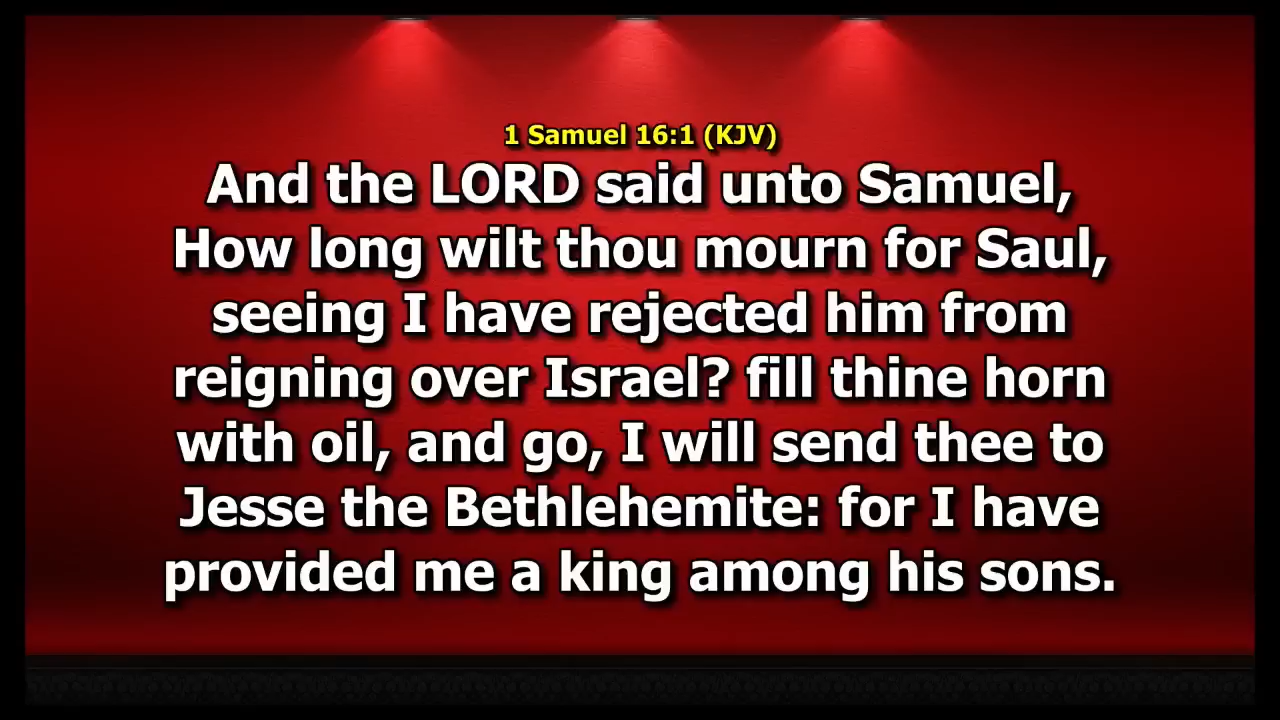 1 Samuel 16:1 (KJV)
And the LORD said unto Samuel,
How long wilt thou mourn for Saul,
seeing I have rejected him from
reigning over Israel? fill thine horn
with oil, and go, I will send thee to
Jesse the Bethlehemite: for I have
provided me a king among his sons.